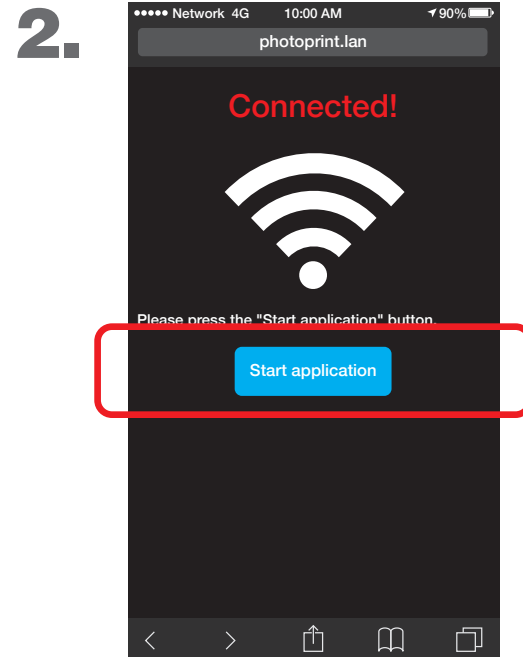 2.
Network 4G 10:00 AM 90%
photoprint.lan
Connected!
Please press the "Start application" button.
Start application